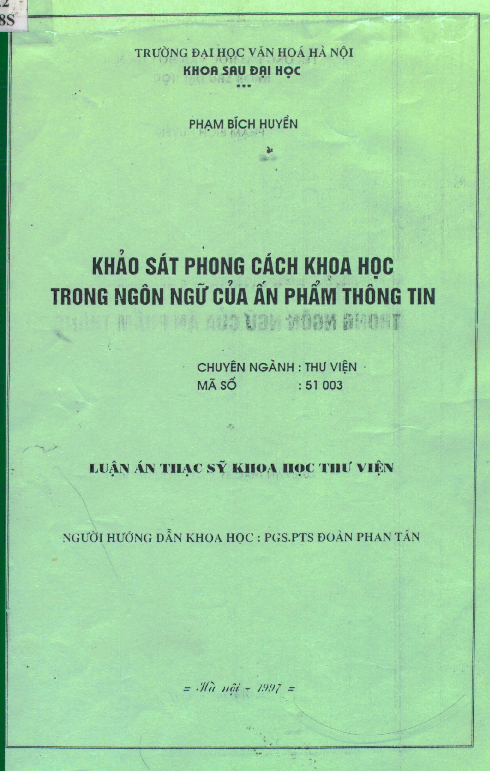 TRƯỜNG ĐẠI HỌC VĂN HOÁ HÀ NỘI
KHOA SAU ĐẠI HỌC
***
PHẠM BÍCH HUYỀN
KHẢO SÁT PHONG CÁCH KHOA HỌC
TRONG NGÔN NGỮ CỦA ẤN PHẨM THÔNG TIN
CHUYÊN NGÀNH : THƯ VIỆN
MÃ SỐ : 51 003
LUẬN ÁN THẠC SỸ KHOA HỌC THƯ VIỆN
NGƯỜI HƯỚNG DẪN KHOA HỌC : PGS.PTS ĐOÀN PHAN TÂN
= Hà nội - 1997 =